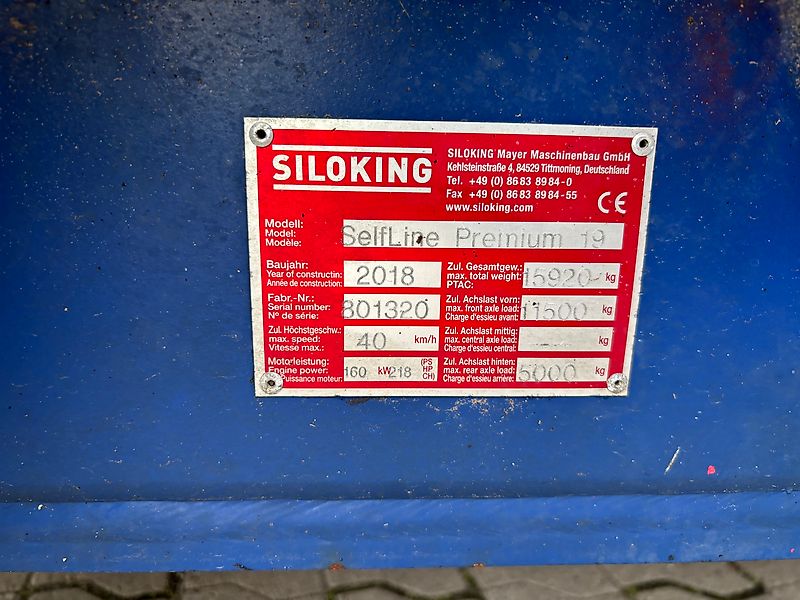 SILOKING
SILOKING Mayer Maschinenbau GmbH
Kehlsteinstraße 4, 84529 Tittmoning, Deutschland
Tel. +49 (0) 8683 8984-0
Fax +49 (0) 8683 8984-55
www.siloking.com
CE
Modell:
Model:
Modèle:
SelfLine Premium 19
Baujahr:
Year of constructin:
Année de construction:
2018
Zul. Gesamtgew.:
max. total weight:
PTAC:
15920 kg
Fabr.-Nr.:
Serial number:
N° de série:
801320
Zul. Achslast vorn:
max. front axle load:
Charge d'essieu avant:
11500 kg
Zul. Höchstgeschw.:
max. speed:
Vitesse max.:
40 km/h
Zul. Achslast mittig:
max. central axle load:
Charge d'essieu central:
- kg
Motorleistung:
Engine power:
Puissance moteur:
160 kW 218 (PS
HP
CH)
Zul. Achslast hinten:
max. rear axle load:
Charge d'essieu arrière:
5000 kg